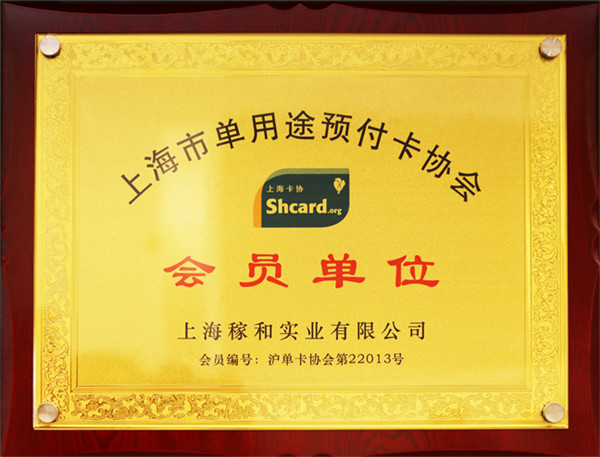 上海市单用途预付卡协会
上海卡协
Shcard.org
会员单位
上海稼和实业有限公司
会员编号：沪单卡协会第22013号